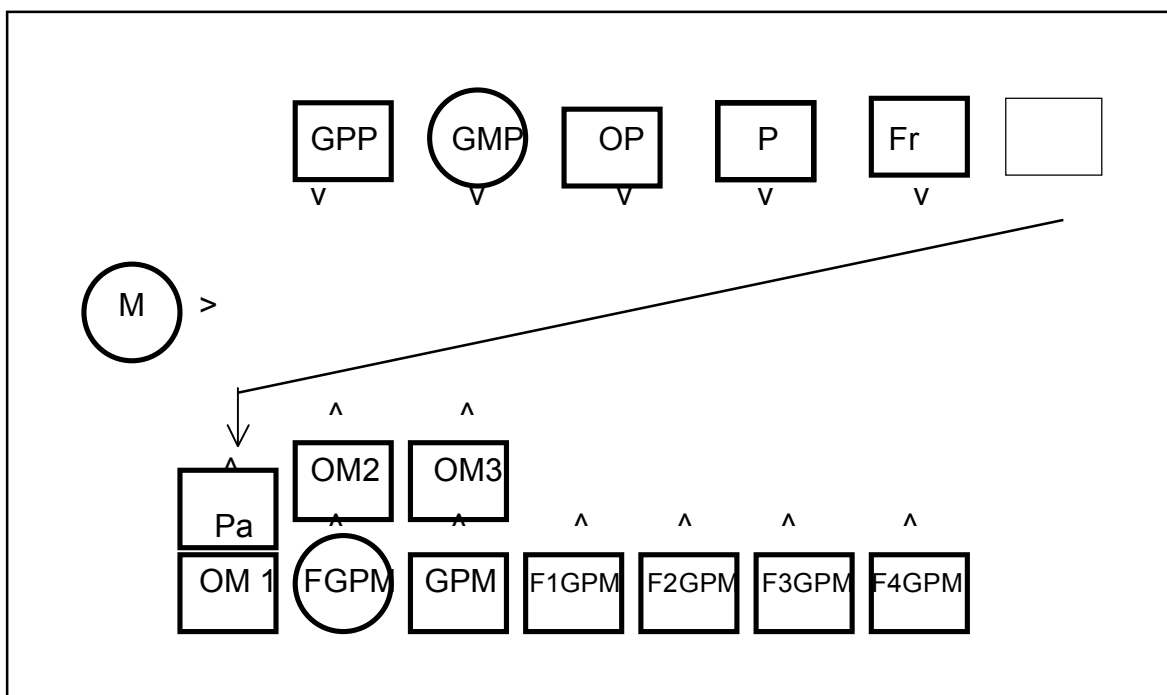 GPP GMP OP P Fr
v v v v v
M >
^ ^
^ OM2 OM3
Pa ^ ^ ^ ^ ^ ^
OM 1 FGPM GPM F1GPM F2GPM F3GPM F4GPM